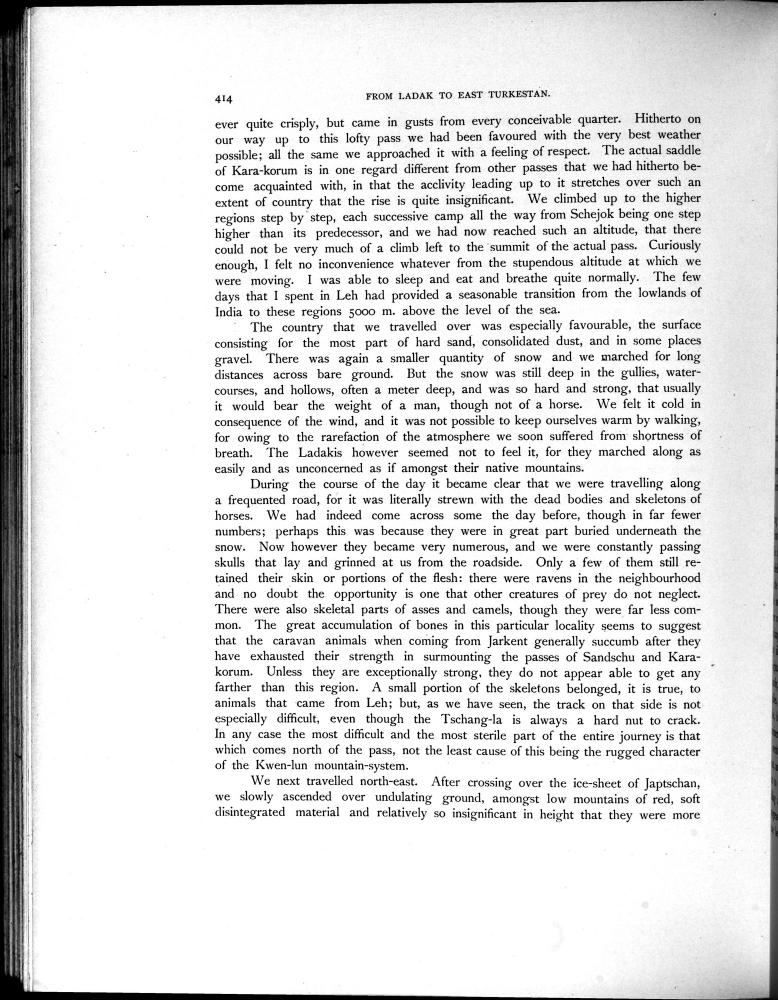 414
FROM LADAK TO EAST TURKESTAN.
ever quite crisply, but came in gusts from every conceivable quarter. Hitherto on
our way up to this lofty pass we had been favoured with the very best weather
possible; all the same we approached it with a feeling of respect. The actual saddle
of Kara-korum is in one regard different from other passes that we had hitherto be-
come acquainted with, in that the acclivity leading up to it stretches over such an
extent of country that the rise is quite insignificant. We climbed up to the higher
regions step by step, each successive camp all the way from Schejok being one step
higher than its predecessor, and we had now reached such an altitude, that there
could not be very much of a climb left to the summit of the actual pass. Curiously
enough, I felt no inconvenience whatever from the stupendous altitude at which we
were moving. I was able to sleep and eat and breathe quite normally. The few
days that I spent in Leh had provided a seasonable transition from the lowlands of
India to these regions 5000 m. above the level of the sea.
The country that we travelled over was especially favourable, the surface
consisting for the most part of hard sand, consolidated dust, and in some places
gravel. There was again a smaller quantity of snow and we marched for long
distances across bare ground. But the snow was still deep in the gullies, water-
courses, and hollows, often a meter deep, and was so hard and strong, that usually
it would bear the weight of a man, though not of a horse. We felt it cold in
consequence of the wind, and it was not possible to keep ourselves warm by walking,
for owing to the rarefaction of the atmosphere we soon suffered from shortness of
breath. The Ladakis however seemed not to feel it, for they marched along as
easily and as unconcerned as if amongst their native mountains.
During the course of the day it became clear that we were travelling along
a frequented road, for it was literally strewn with the dead bodies and skeletons of
horses. We had indeed come across some the day before, though in far fewer
numbers; perhaps this was because they were in great part buried underneath the
snow. Now however they became very numerous, and we were constantly passing
skulls that lay and grinned at us from the roadside. Only a few of them still re-
tained their skin or portions of the flesh: there were ravens in the neighbourhood
and no doubt the opportunity is one that other creatures of prey do not neglect.
There were also skeletal parts of asses and camels, though they were far less com-
mon. The great accumulation of bones in this particular locality seems to suggest
that the caravan animals when coming from Jarkent generally succumb after they
have exhausted their strength in surmounting the passes of Sandschu and Kara-
korum. Unless they are exceptionally strong, they do not appear able to get any
farther than this region. A small portion of the skeletons belonged, it is true, to
animals that came from Leh; but, as we have seen, the track on that side is not
especially difficult, even though the Tschang-la is always a hard nut to crack.
In any case the most difficult and the most sterile part of the entire journey is that
which comes north of the pass, not the least cause of this being the rugged character
of the Kwen-lun mountain-system.
We next travelled north-east. After crossing over the ice-sheet of Japtschan,
we slowly ascended over undulating ground, amongst low mountains of red, soft
disintegrated material and relatively so insignificant in height that they were more